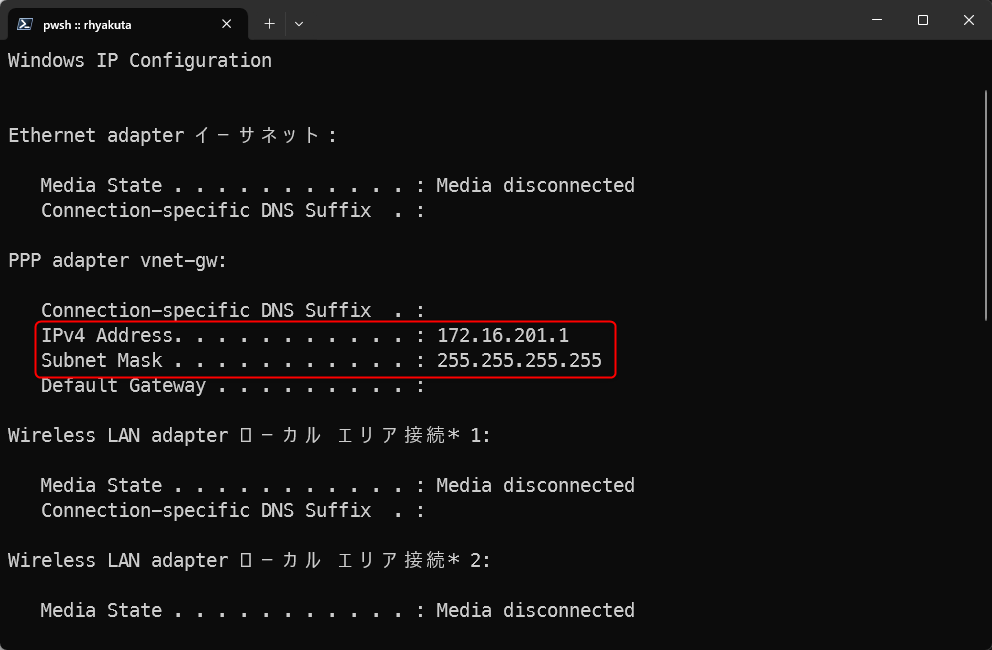 pwsh :: rhyakuta
Windows IP Configuration
Ethernet adapter イーサネット:
Media State . . . . . . . . . . . : Media disconnected
Connection-specific DNS Suffix  . :
PPP adapter vnet-gw:
Connection-specific DNS Suffix  . :
IPv4 Address. . . . . . . . . . . : 172.16.201.1
Subnet Mask . . . . . . . . . . . : 255.255.255.255
Default Gateway . . . . . . . . . :
Wireless LAN adapter ローカル エリア接続* 1:
Media State . . . . . . . . . . . : Media disconnected
Connection-specific DNS Suffix  . :
Wireless LAN adapter ローカル エリア接続* 2:
Media State . . . . . . . . . . . : Media disconnected